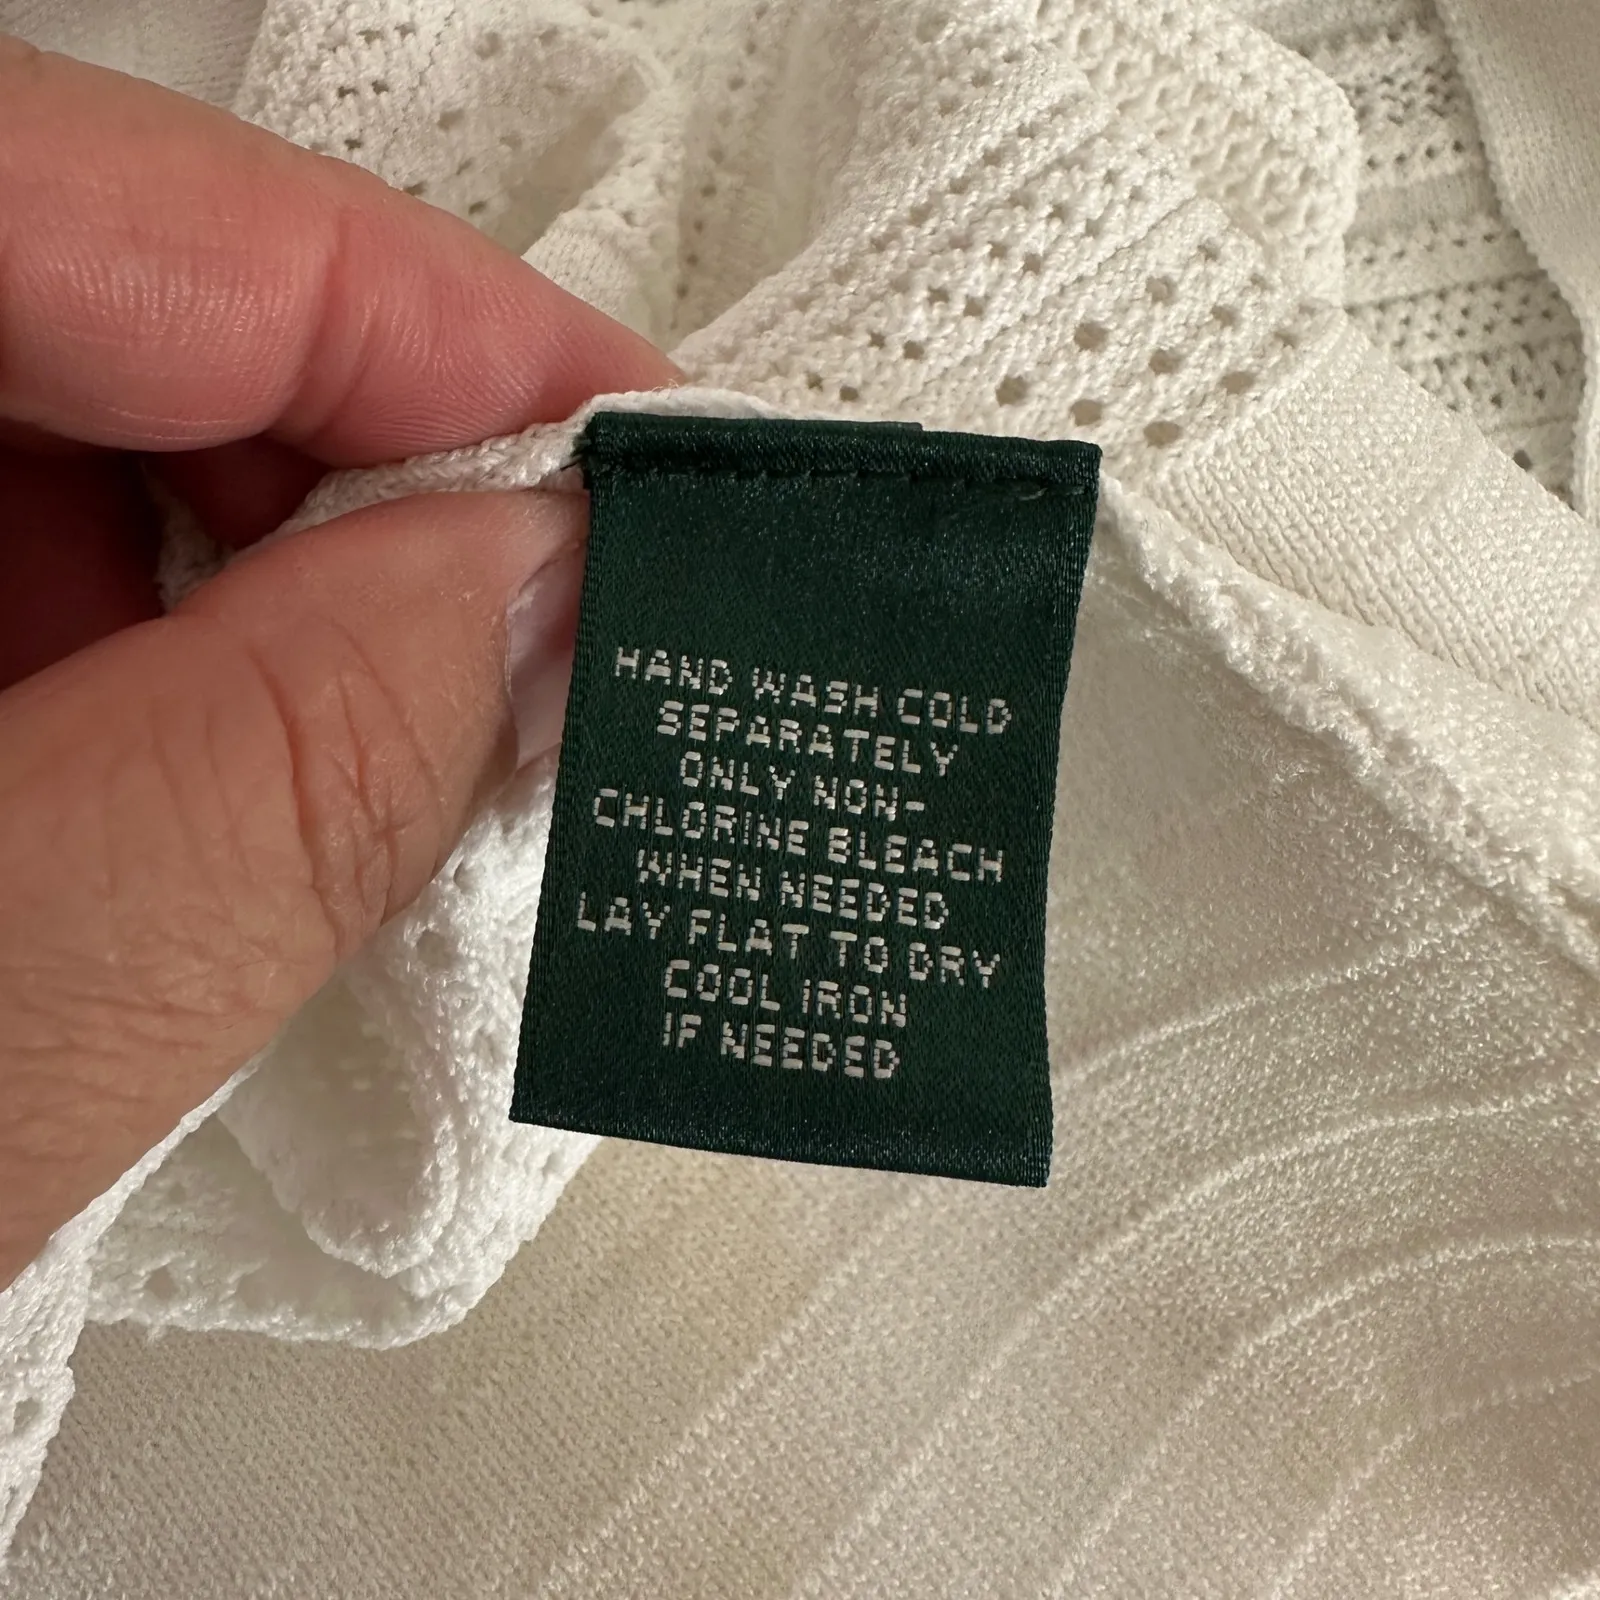 HAND WASH COLD
SEPARATELY
ONLY NON-
CHLORINE BLEACH
WHEN NEEDED
LAY FLAT TO DRY
COOL IRON
IF NEEDED